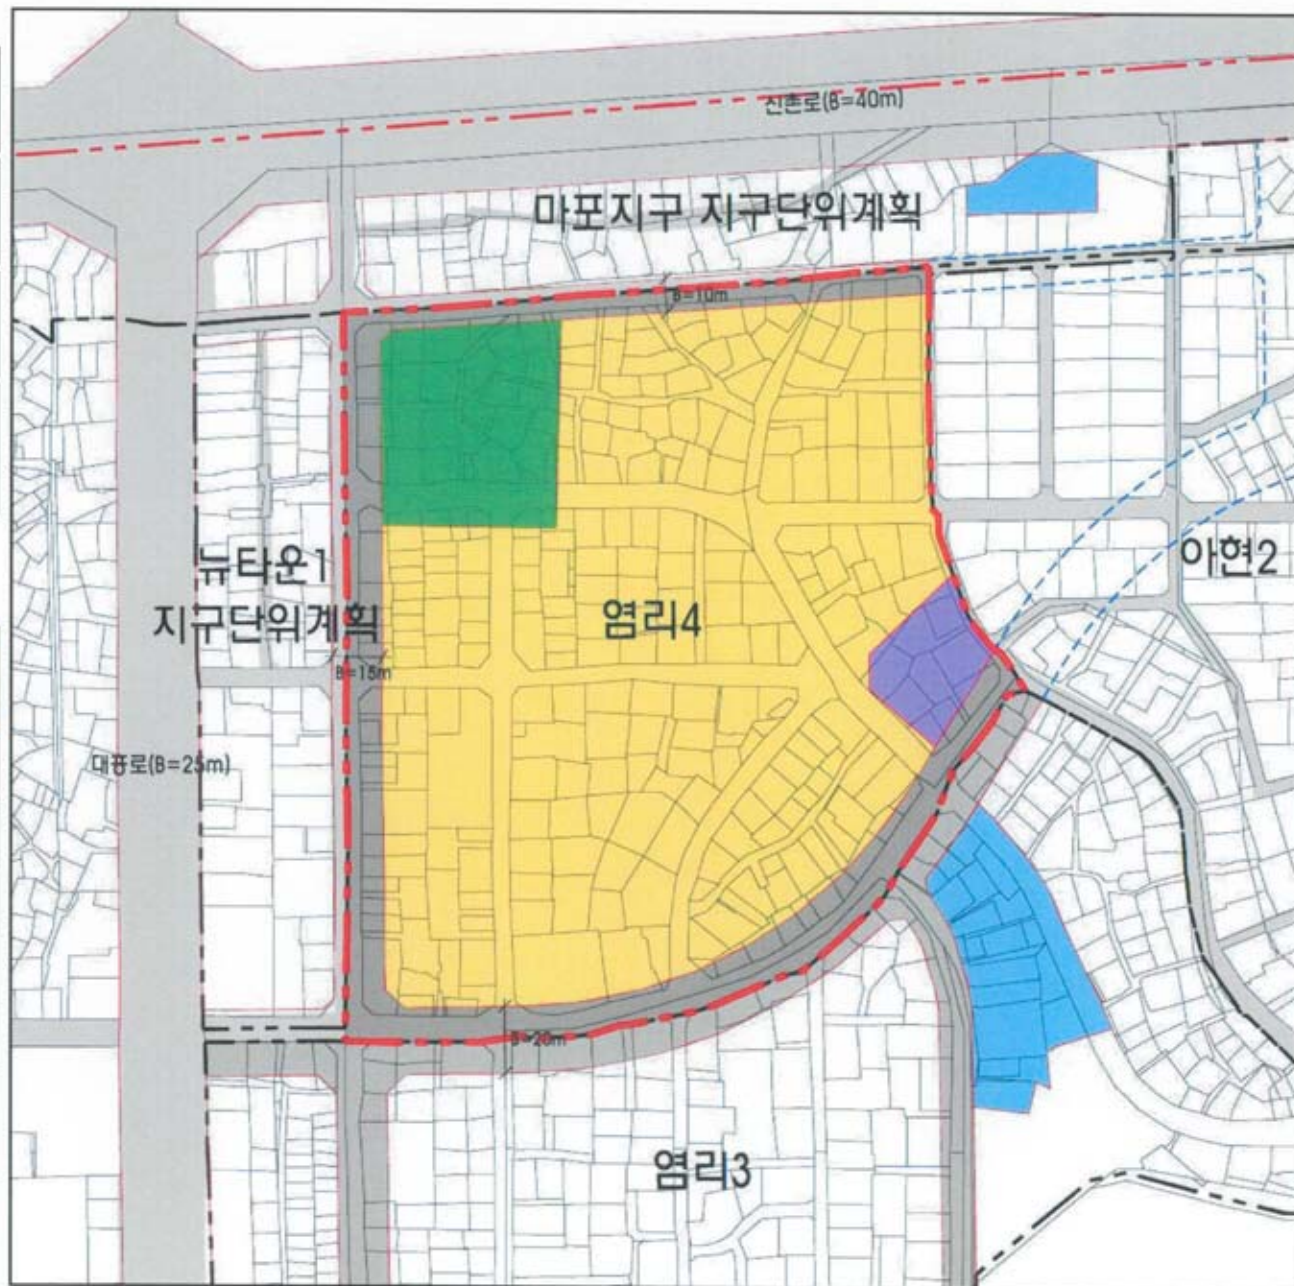 신촌로(B=40m)
마포지구 지구단위계획
B=10m
뉴타운1
지구단위계획
아현2
염리4
B=15m
대흥로(B=25m)
B=20m
염리3